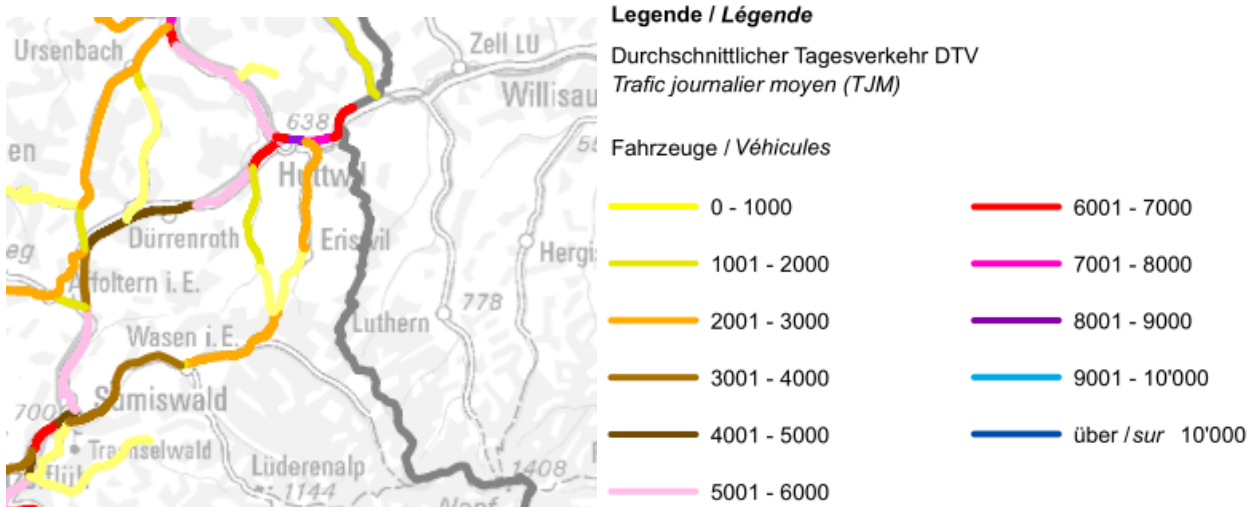 Legende / Légende
Durchschnittlicher Tagesverkehr DTV
Trafic journalier moyen (TJM)
Fahrzeuge / Véhicules
0 - 1000
1001 - 2000
2001 - 3000
3001 - 4000
4001 - 5000
5001 - 6000
6001 - 7000
7001 - 8000
8001 - 9000
9001 - 10'000
über / sur 10'000
Ursenbach
Zell LU
Willisau
638
Huttwil
Dürrenroth
Eriswil
Hergis
Affoltern i. E.
778
Luthern
Wasen i. E.
Sumiswald
700
Trachselwald
Lüderenalp
1144
1408
Napf